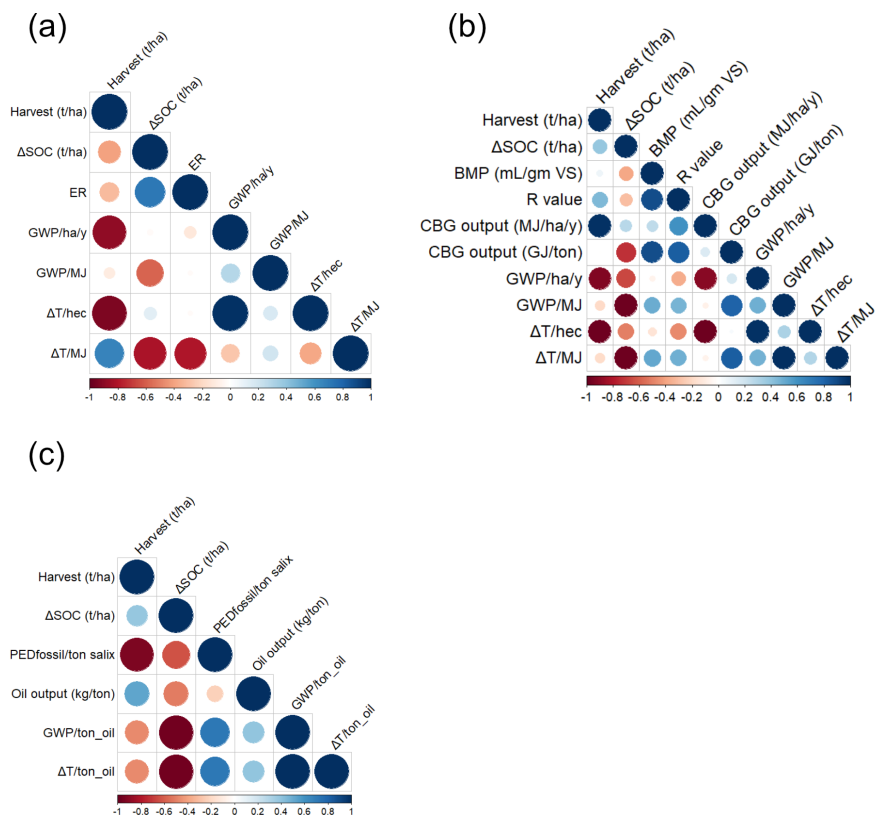 (a)
Harvest (t/ha)
ΔSOC (t/ha)
ER
GWP/ha/y
GWP/MJ
ΔT/hec
ΔT/MJ
Harvest (t/ha)
ΔSOC (t/ha)
ER
GWP/ha/y
GWP/MJ
ΔT/hec
ΔT/MJ
-1 -0.8 -0.6 -0.4 -0.2 0 0.2 0.4 0.6 0.8 1
(b)
Harvest (t/ha)
ΔSOC (t/ha)
BMP (mL/gm VS)
R value
CBG output (MJ/ha/y)
CBG output (GJ/ton)
GWP/ha/y
GWP/MJ
ΔT/hec
ΔT/MJ
Harvest (t/ha)
ΔSOC (t/ha)
BMP (mL/gm VS)
R value
CBG output (MJ/ha/y)
CBG output (GJ/ton)
GWP/ha/y
GWP/MJ
ΔT/hec
ΔT/MJ
-1 -0.8 -0.6 -0.4 -0.2 0 0.2 0.4 0.6 0.8 1
(c)
Harvest (t/ha)
ΔSOC (t/ha)
PEDfossil/ton salix
Oil output (kg/ton)
GWP/ton_oil
ΔT/ton_oil
Harvest (t/ha)
ΔSOC (t/ha)
PEDfossil/ton salix
Oil output (kg/ton)
GWP/ton_oil
ΔT/ton_oil
-1 -0.8 -0.6 -0.4 -0.2 0 0.2 0.4 0.6 0.8 1